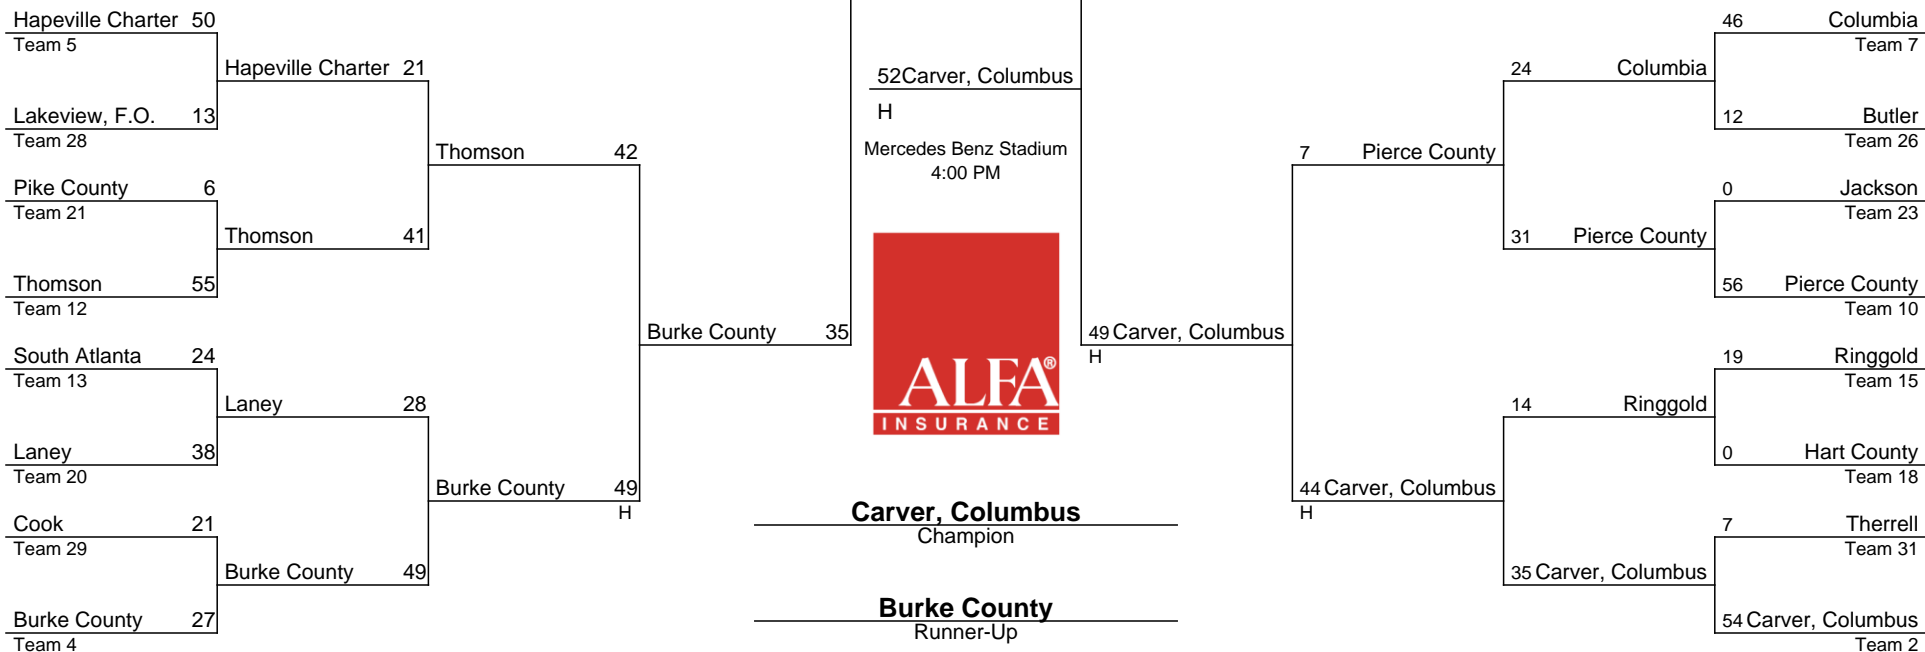 Hapeville Charter 50
Team 5
Hapeville Charter 21
Lakeview, F.O. 13
Team 28
Thomson 42
Pike County 6
Team 21
Thomson 41
Thomson 55
Team 12
Burke County 35
South Atlanta 24
Team 13
Laney 28
Laney 38
Team 20
Burke County 49
H
Cook 21
Team 29
Burke County 49
Burke County 27
Team 4
52 Carver, Columbus
H
Mercedes Benz Stadium
4:00 PM
ALFA®
INSURANCE
Carver, Columbus
Champion
Burke County
Runner-Up
49 Carver, Columbus
H
7 Pierce County
44 Carver, Columbus
H
24 Columbia
31 Pierce County
14 Ringgold
35 Carver, Columbus
46 Columbia
Team 7
12 Butler
Team 26
0 Jackson
Team 23
56 Pierce County
Team 10
19 Ringgold
Team 15
0 Hart County
Team 18
7 Therrell
Team 31
54 Carver, Columbus
Team 2